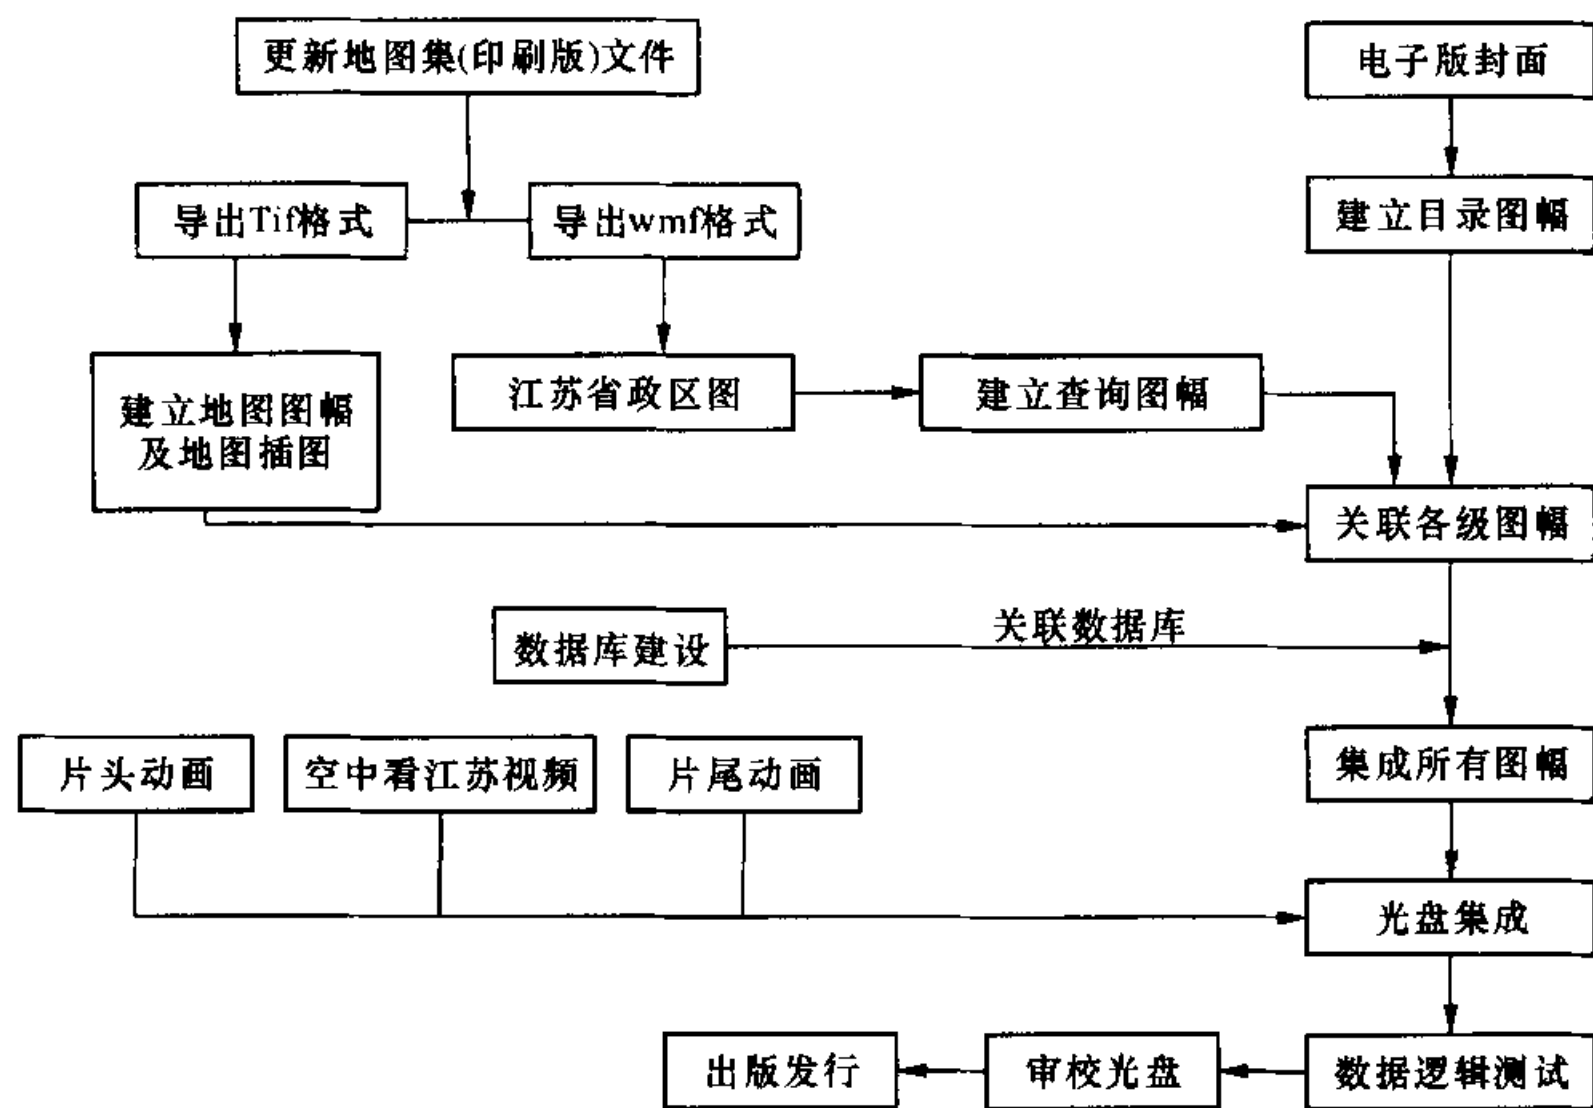 更新地图集(印刷版)文件
电子版封面
导出Tif格式
导出wmf格式
建立目录图幅
建立地图图幅
及地图插图
江苏省政区图
建立查询图幅
关联各级图幅
数据库建设
关联数据库
片头动画
空中看江苏视频
片尾动画
集成所有图幅
光盘集成
出版发行
审校光盘
数据逻辑测试